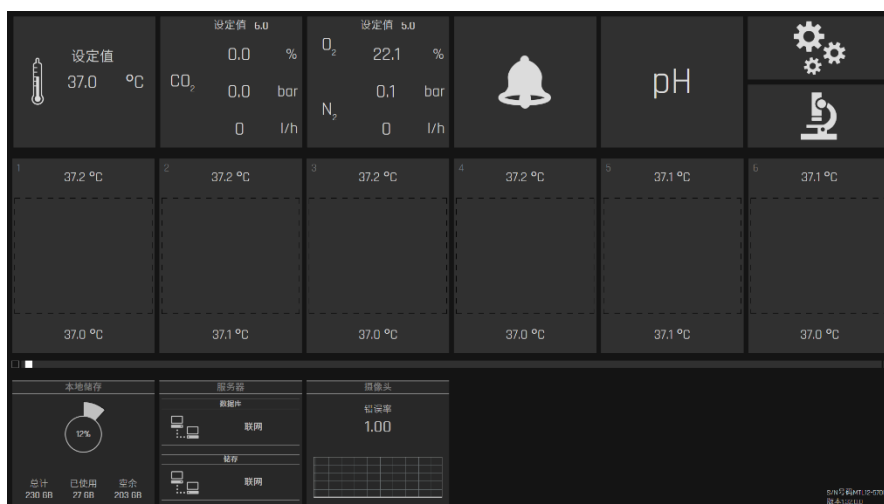 设定值
37.0 °C
设定值 6.0
CO₂
0.0 %
0.0 bar
0 l/h
设定值 5.0
O₂ 22.1 %
0.1 bar
N₂
0 l/h
pH
1 37.2 °C
2 37.2 °C
3 37.2 °C
4 37.2 °C
5 37.1 °C
6 37.1 °C
37.0 °C
37.1 °C
37.0 °C
37.0 °C
37.1 °C
37.0 °C
本地储存
12%
总计 已使用 空余
230 GB 27 GB 203 GB
服务器
数据库
联网
储存
联网
摄像头
错误率
1.00
S/N号码
版本